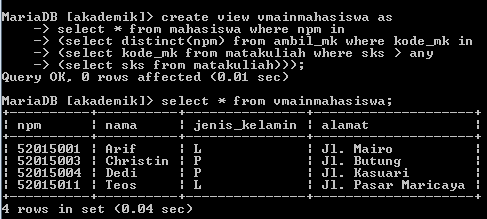 MariaDB [akademik]> create view vmainmahasiswa as
    -> select * from mahasiswa where npm in
    -> (select distinct(npm) from ambil_mk where kode_mk in
    -> (select kode_mk from matakuliah where sks > any
    -> (select sks from matakuliah)));
Query OK, 0 rows affected (0.01 sec)

MariaDB [akademik]> select * from vmainmahasiswa;
+----------+-----------+---------------+--------------------+
| npm      | nama      | jenis_kelamin | alamat             |
+----------+-----------+---------------+--------------------+
| 52015001 | Arif      | L             | Jl. Mairo          |
| 52015003 | Christin  | P             | Jl. Butung         |
| 52015004 | Dedi      | P             | Jl. Kasuari        |
| 52015011 | Teos      | L             | Jl. Pasar Maricaya |
+----------+-----------+---------------+--------------------+
4 rows in set (0.04 sec)